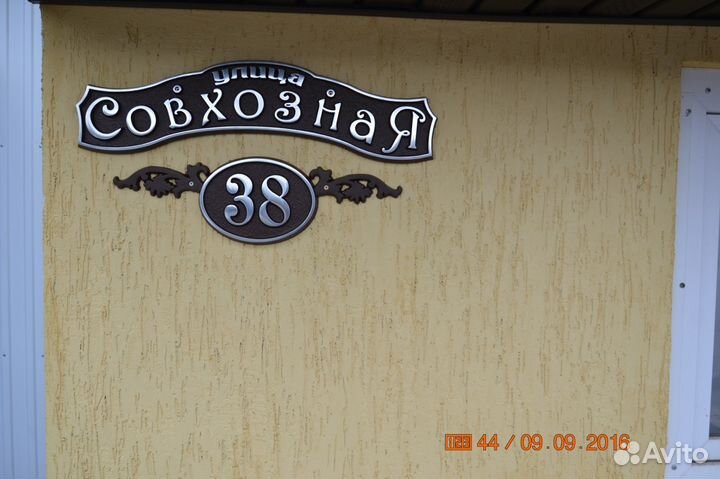 улица
Совхозная
38
44 / 09.09.2016
Avito